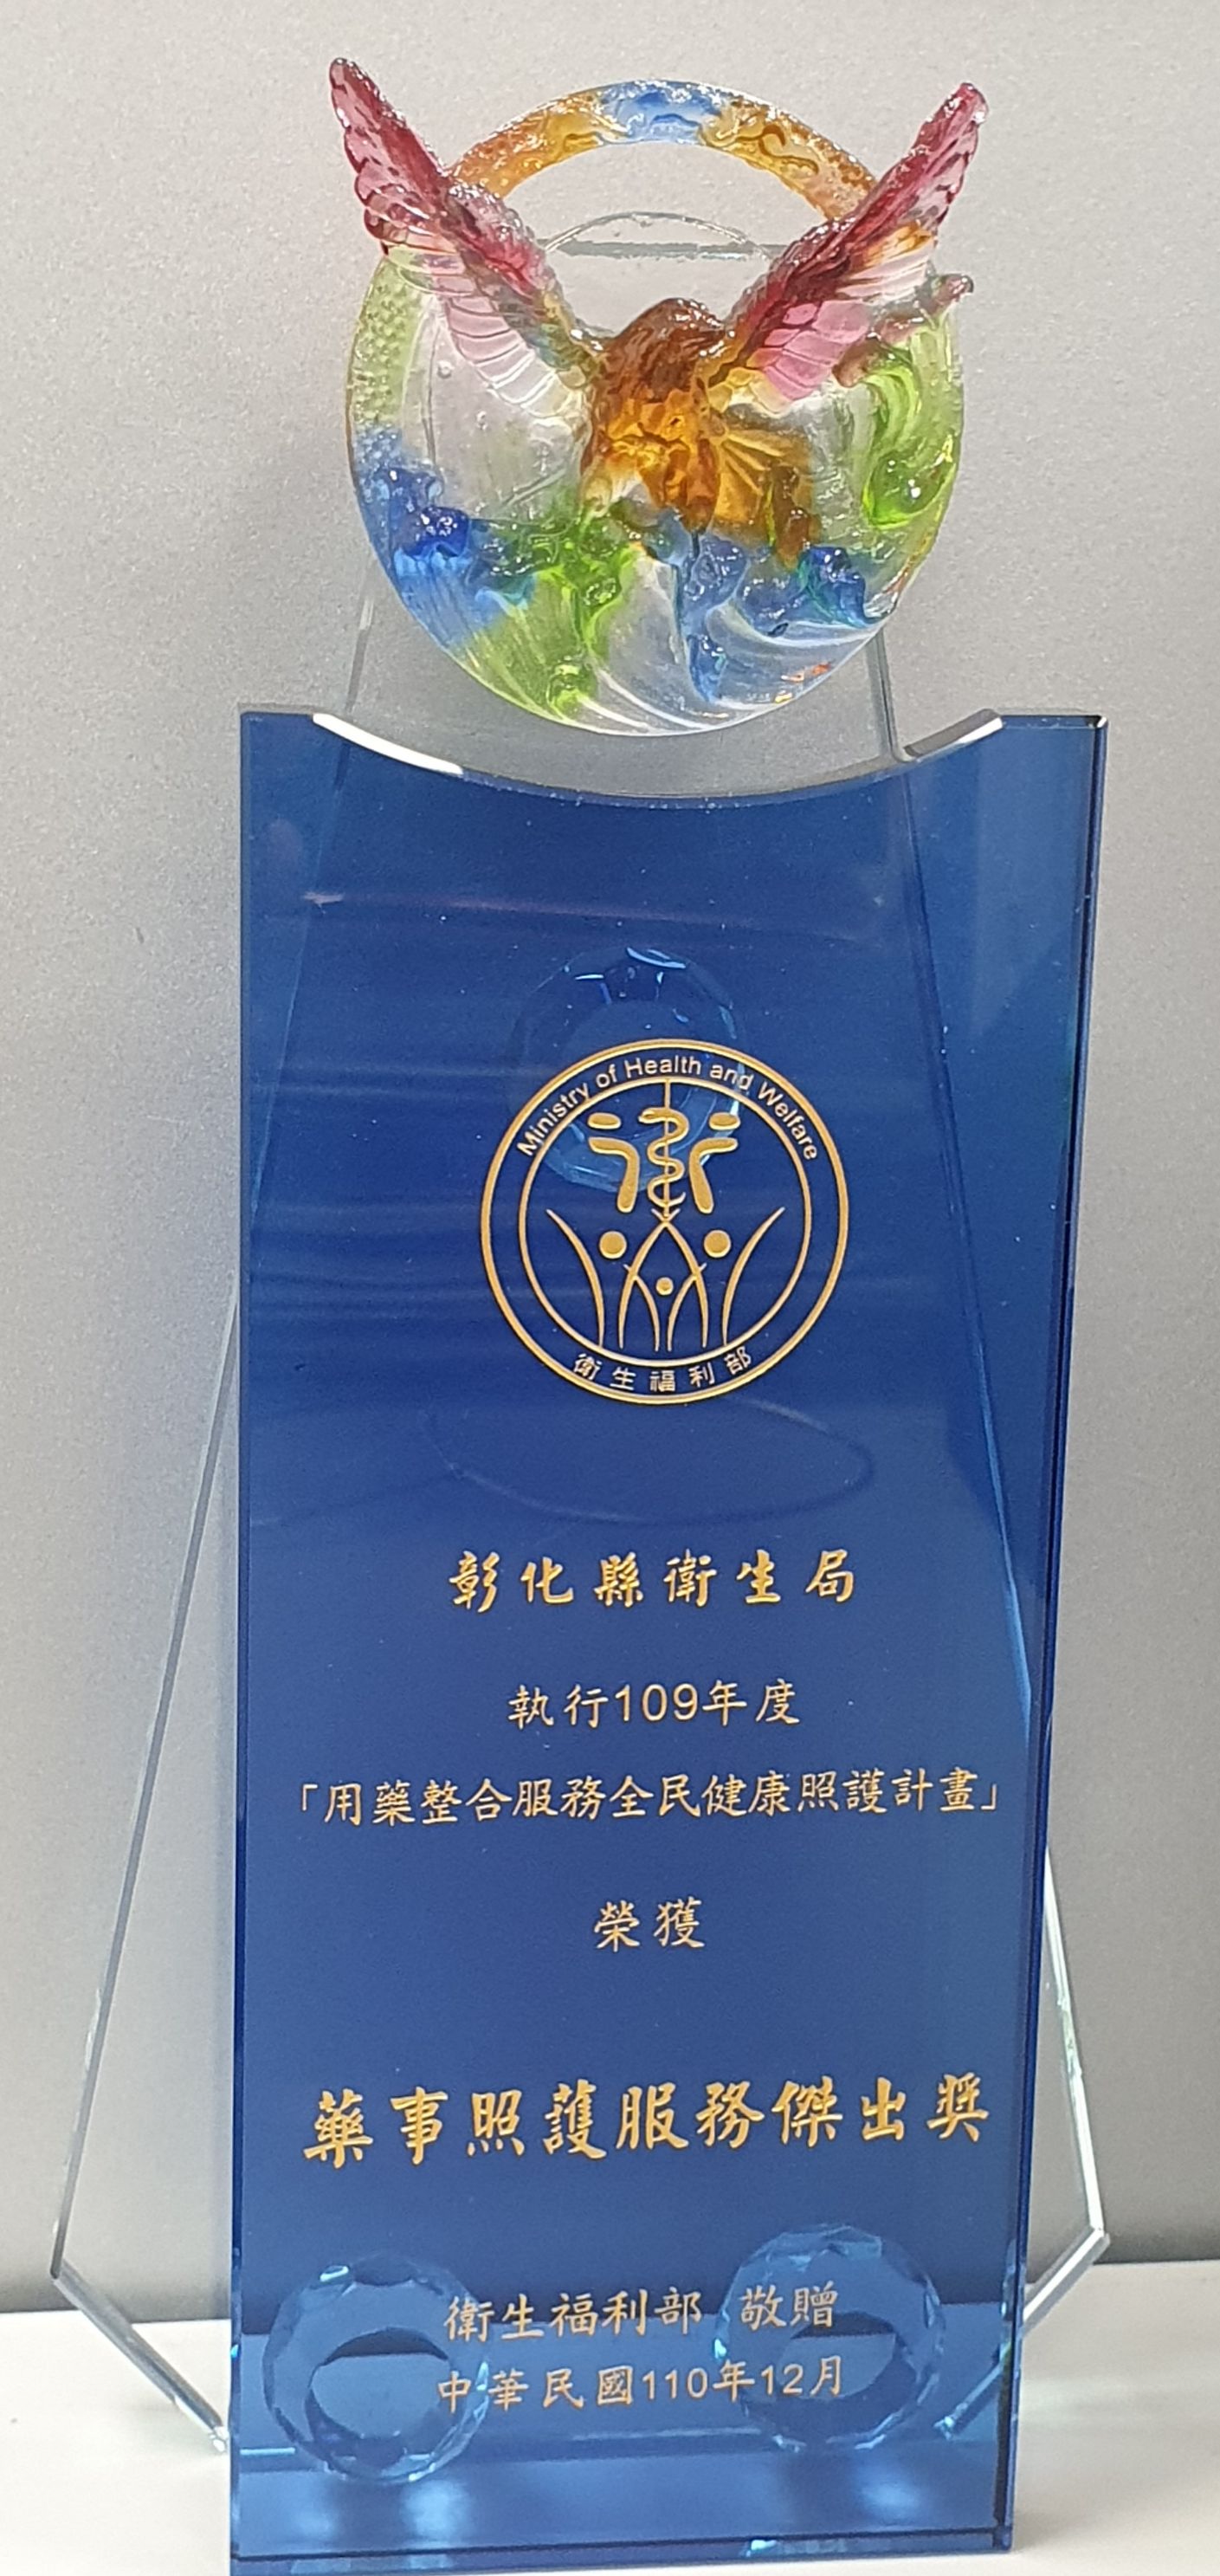 Ministry of Health and Welfare
衛生福利部
彰化縣衛生局
執行109年度
「用藥整合服務全民健康照護計畫」
榮獲
藥事照護服務傑出獎
衛生福利部 敬贈
中華民國110年12月